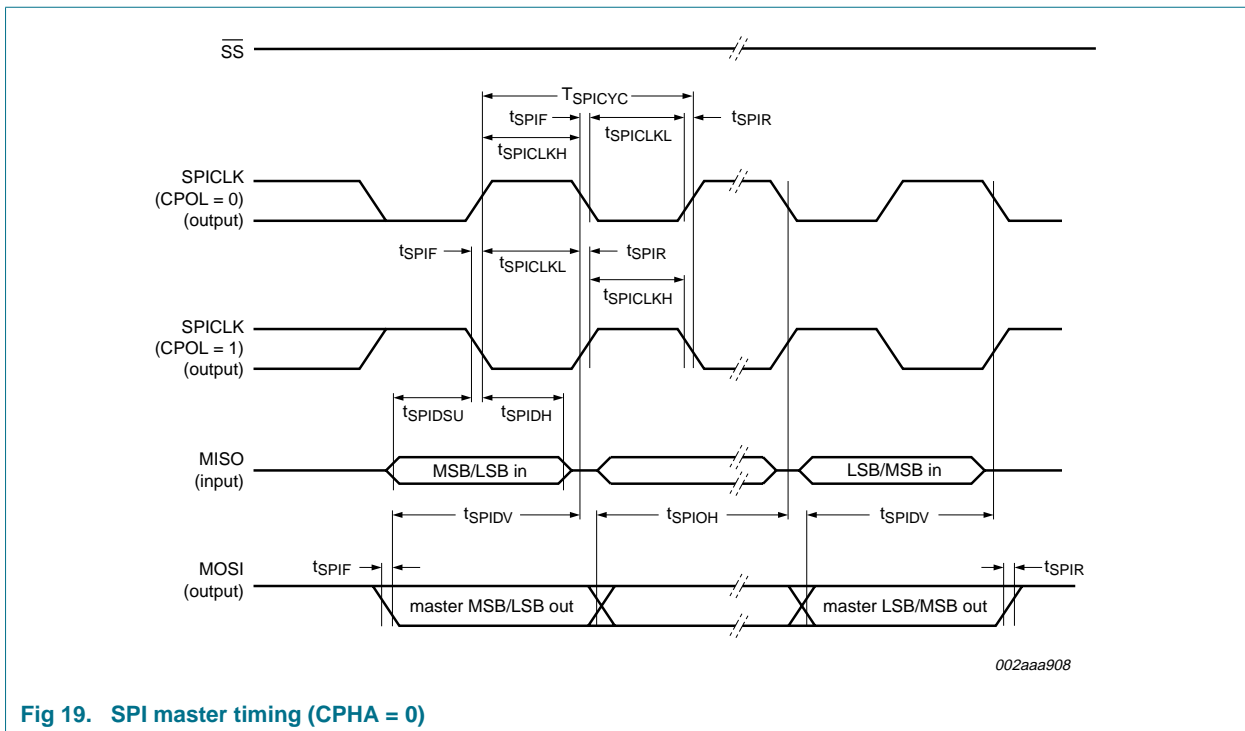 SS
TSPICYC
tSPIF
tSPICLKL
tSPIR
tSPICLKH
SPICLK
(CPOL = 0)
(output)
tSPIF
tSPICLKL
tSPIR
tSPICLKH
SPICLK
(CPOL = 1)
(output)
tSPIDSU
tSPIDH
MISO
(input)
MSB/LSB in
LSB/MSB in
tSPIDV
tSPIOH
tSPIDV
MOSI
(output)
tSPIF
tSPIR
master MSB/LSB out
master LSB/MSB out
002aaa908
Fig 19. SPI master timing (CPHA = 0)